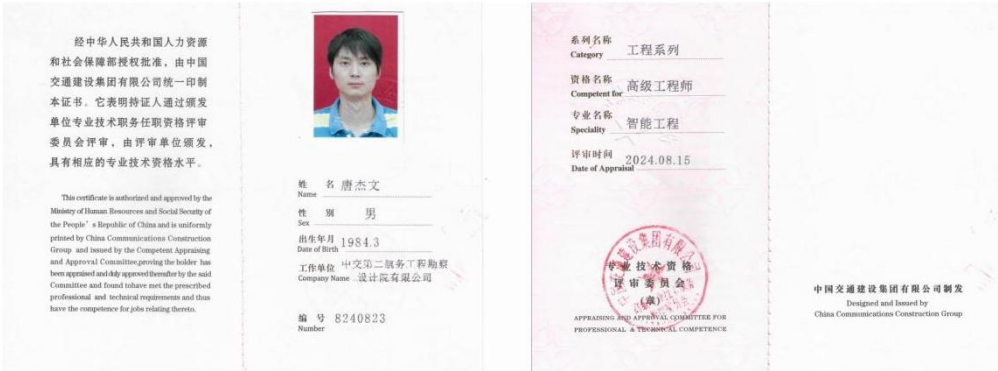 经中华人民共和国人力资源
和社会保障部授权批准，由中国
交通建设集团有限公司统一印制
本证书。它表明持证人通过颁发
单位专业技术职务任职资格评审
委员会评审，由评审单位颁发，
具有相应的专业技术资格水平。
This certificate is authorized and approved by the
Ministry of Human Resources and Social Security of
the People's Republic of China and is uniformly
printed by China Communications Construction
Group and issued by the Competent Appraising
and Approval Committee,proving the holder has
been appraised and duly approved thereafter by the said
Committee and found tohave met the prescribed
professional and technical requirements and thus
have the competence for jobs relating thereto.
姓 名 唐杰文
Name
性 别 男
Sex
出生年月 1984.3
Date of Birth
工作单位 中交第二航务工程勘察
Company Name 设计院有限公司
编 号 8240823
Number
系列名称 工程系列
Category
资格名称 高级工程师
Competent for
专业名称 智能工程
Speciality
评审时间 2024.08.15
Date of Appraisal
建设集团有限公
专业技术资格
评审委员会
(章)
APPRAISING AND APPROVAL COMMITTEE FOR
PROFESSIONAL & TECHNICAL COMPETENCE
中国交通建设集团有限公司制发
Designed and Issued by
China Communications Construction Group